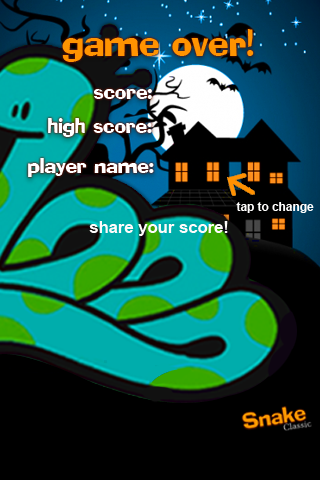 game over!
score:
high score:
player name:
tap to change
share your score!
Snake
Classic